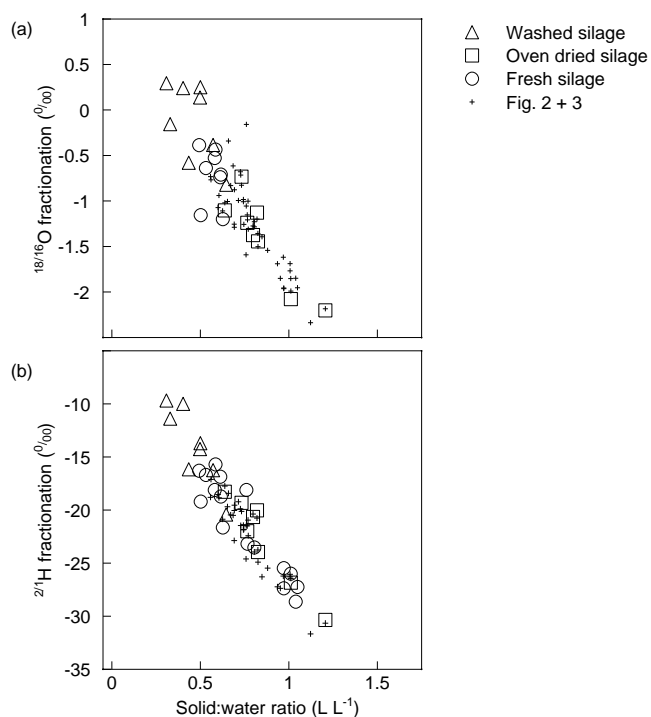 (a)
Washed silage
Oven dried silage
Fresh silage
Fig. 2 + 3
1
0.5
0
-0.5
-1
-1.5
-2
18/16O fractionation (0/00)
(b)
-10
-15
-20
-25
-30
-35
2/1H fractionation (0/00)
0 0.5 1 1.5
Solid:water ratio (L L-1)